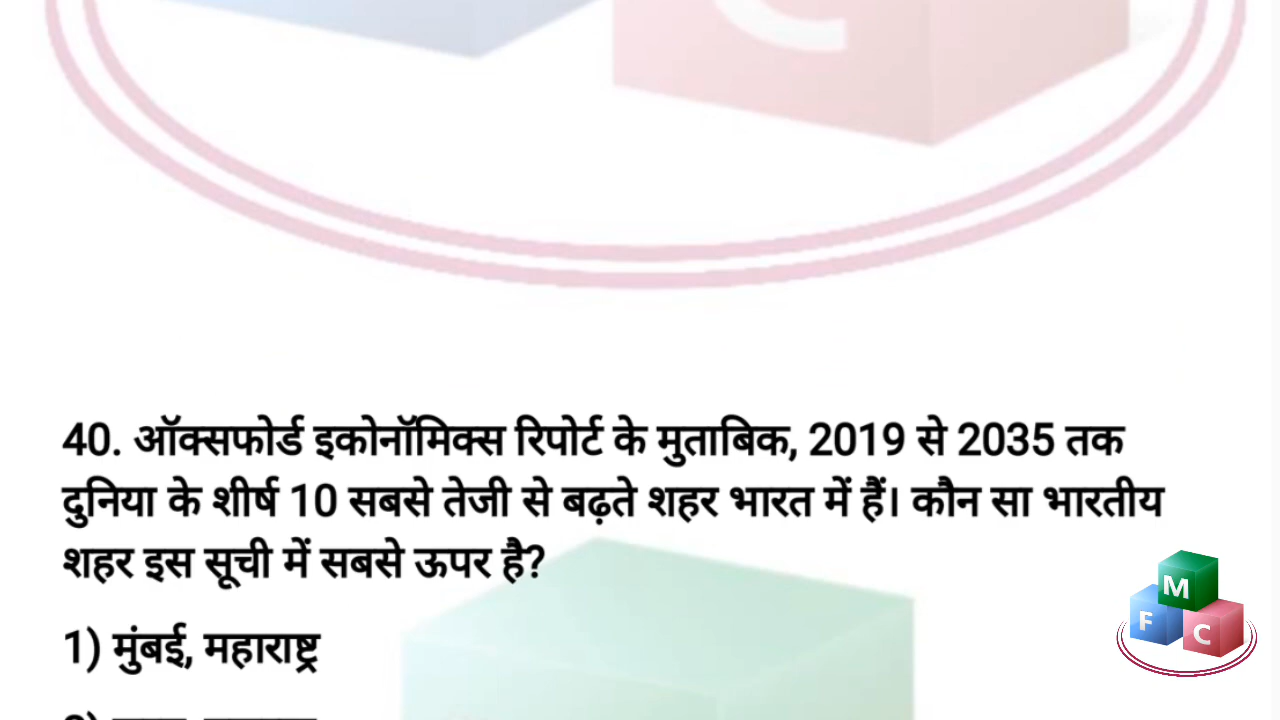 C
40. ऑक्सफोर्ड इकोनॉमिक्स रिपोर्ट के मुताबिक, 2019 से 2035 तक
दुनिया के शीर्ष 10 सबसे तेजी से बढ़ते शहर भारत में हैं। कौन सा भारतीय
शहर इस सूची में सबसे ऊपर है?
1) मुंबई, महाराष्ट्र
M
F C